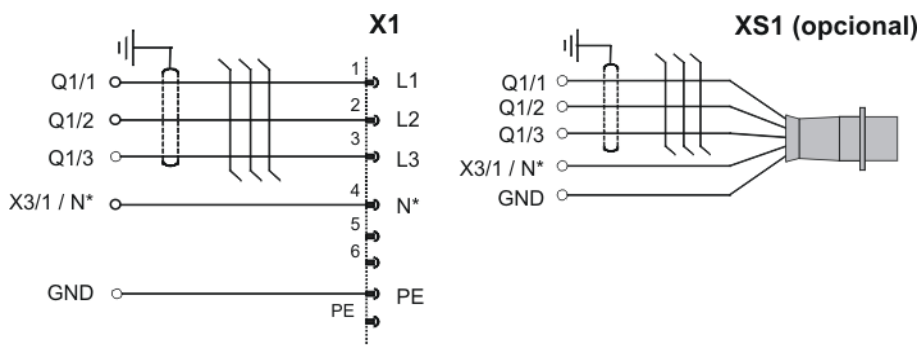 X1
1
Q1/1
L1
2
Q1/2
L2
3
Q1/3
L3
4
X3/1 / N*
N*
5
6
GND
PE
PE
XS1 (opcional)
Q1/1
Q1/2
Q1/3
X3/1 / N*
GND